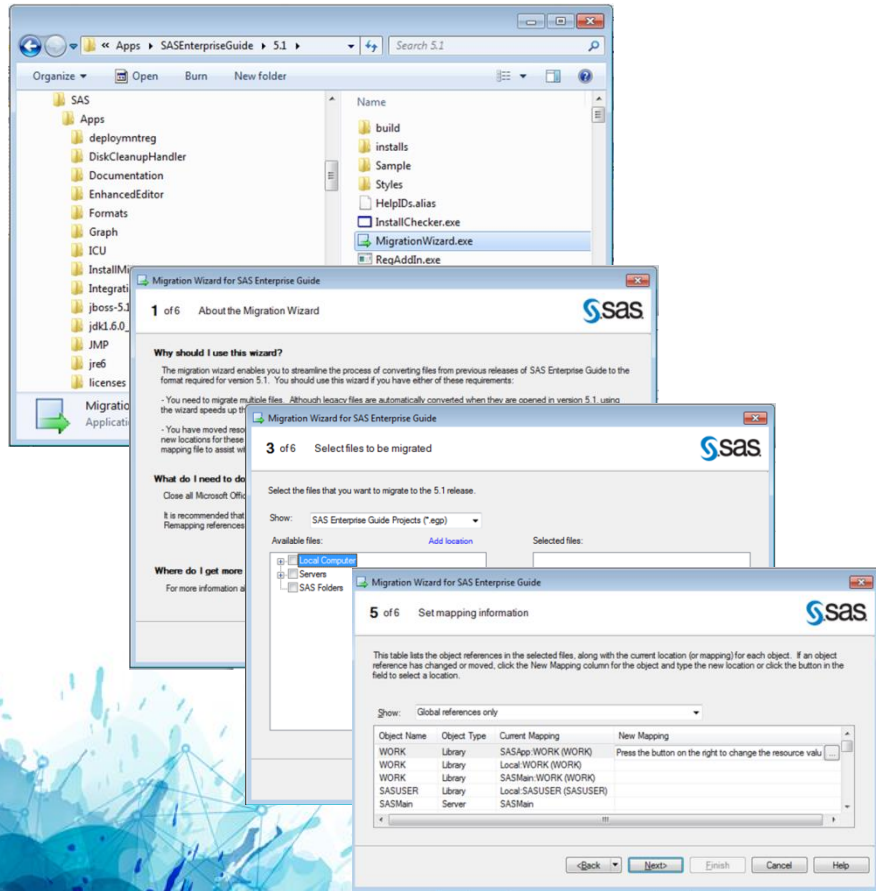 « Apps ▸ SASEnterpriseGuide ▸ 5.1 ▸
Search 5.1
Organize
Open
Burn
New folder
SAS
Apps
deploymntreg
DiskCleanupHandler
Documentation
EnhancedEditor
Formats
Graph
ICU
InstallMi
Integrati
jboss-5.1
jdk1.6.0_
JMP
jre6
licenses
Name
build
installs
Sample
Styles
HelpIDs.alias
InstallChecker.exe
MigrationWizard.exe
RegAddIn.exe
Migratio
Applicati
Migration Wizard for SAS Enterprise Guide
1 of 6 About the Migration Wizard
sas
Why should I use this wizard?
The migration wizard enables you to streamline the process of converting files from previous releases of SAS Enterprise Guide to the
format required for version 5.1. You should use this wizard if you have either of these requirements:
- You need to migrate multiple files. Although legacy files are automatically converted when they are opened in version 5.1, using
the wizard speeds up th
- You have moved reso
new locations for these
mapping file to assist wi
What do I need to do
Close all Microsoft Offic
It is recommended that
Remapping references
Where do I get more
For more information a
Migration Wizard for SAS Enterprise Guide
3 of 6 Select files to be migrated
sas
Select the files that you want to migrate to the 5.1 release.
Show: SAS Enterprise Guide Projects (*.egp)
Available files: Add location Selected files:
Local Computer
Servers
SAS Folders
Migration Wizard for SAS Enterprise Guide
5 of 6 Set mapping information
sas
This table lists the object references in the selected files, along with the current location (or mapping) for each object. If an object
reference has changed or moved, click the New Mapping column for the object and type the new location or click the button in the
field to select a location.
Show: Global references only
Object Name Object Type Current Mapping New Mapping
WORK Library SASApp:WORK (WORK) Press the button on the right to change the resource valu ...
WORK Library Local:WORK (WORK)
WORK Library SASMain:WORK (WORK)
SASUSER Library Local:SASUSER (SASUSER)
SASMain Server SASMain
<Back Next> Finish Cancel Help